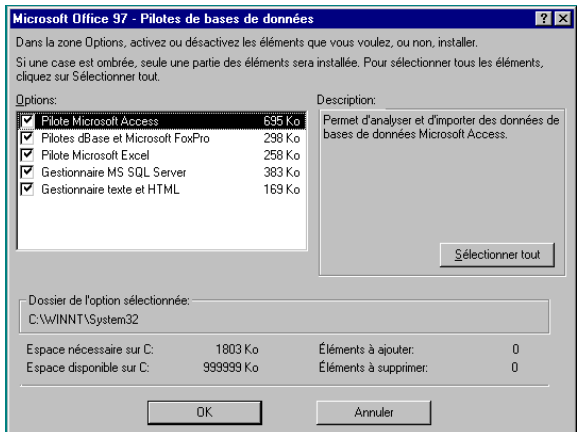 Microsoft Office 97 - Pilotes de bases de données
Dans la zone Options, activez ou désactivez les éléments que vous voulez, ou non, installer.
Si une case est ombrée, seule une partie des éléments sera installée. Pour sélectionner tous les éléments,
cliquez sur Sélectionner tout.
Options:
Pilote Microsoft Access 695 Ko
Pilotes dBase et Microsoft FoxPro 298 Ko
Pilote Microsoft Excel 258 Ko
Gestionnaire MS SQL Server 383 Ko
Gestionnaire texte et HTML 169 Ko
Description:
Permet d'analyser et d'importer des données de
bases de données Microsoft Access.
Sélectionner tout
Dossier de l'option sélectionnée:
C:\WINNT\System32
Espace nécessaire sur C: 1803 Ko
Espace disponible sur C: 999999 Ko
Éléments à ajouter: 0
Éléments à supprimer: 0
OK
Annuler